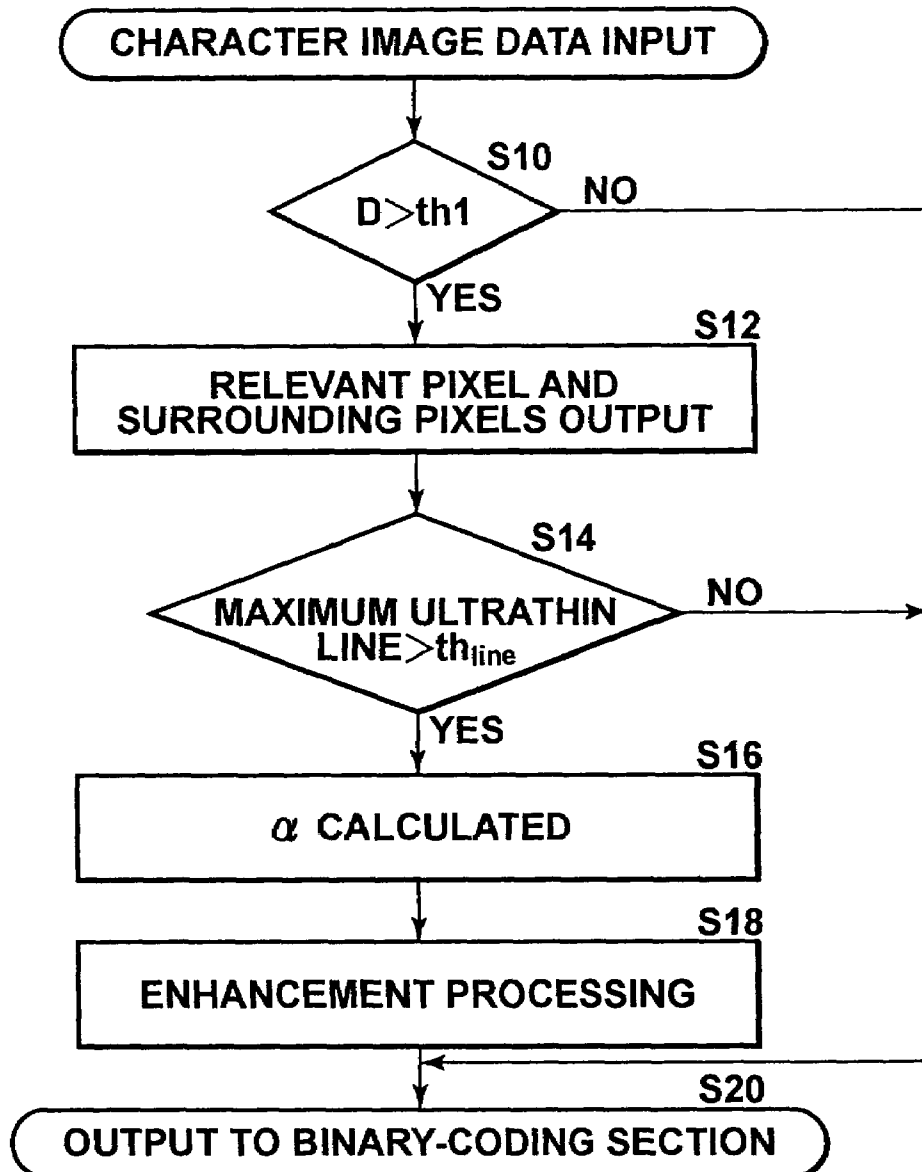 CHARACTER IMAGE DATA INPUT
S10
D>th1
NO
YES
S12
RELEVANT PIXEL AND
SURROUNDING PIXELS OUTPUT
S14
MAXIMUM ULTRATHIN
LINE>thline
NO
YES
S16
α CALCULATED
S18
ENHANCEMENT PROCESSING
S20
OUTPUT TO BINARY-CODING SECTION